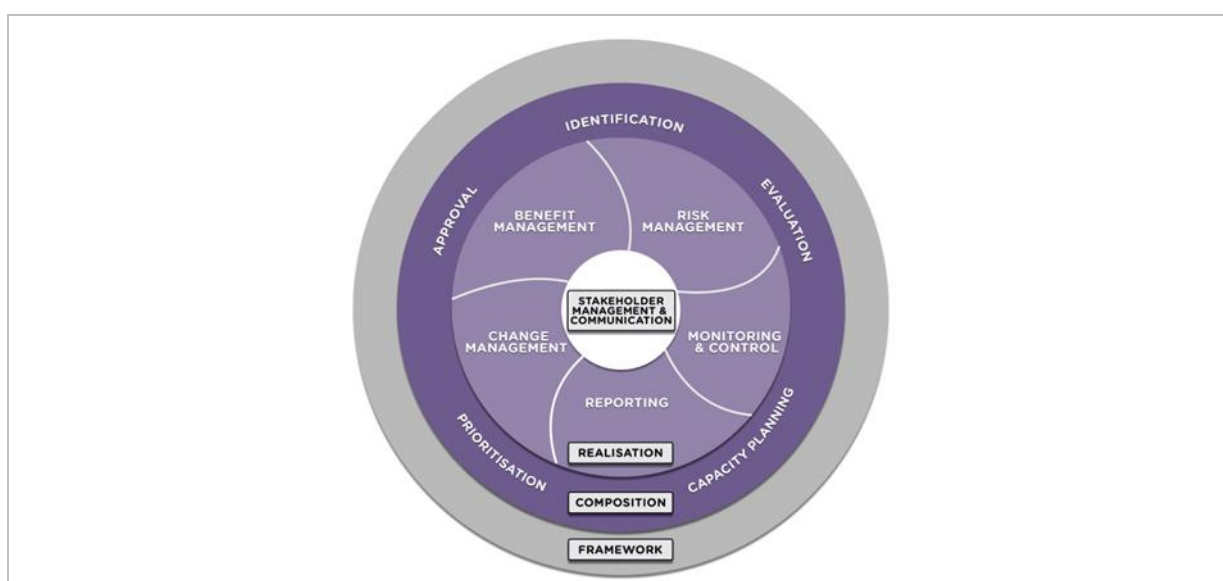 IDENTIFICATION
APPROVAL
EVALUATION
BENEFIT
MANAGEMENT
RISK
MANAGEMENT
STAKEHOLDER
MANAGEMENT &
COMMUNICATION
CHANGE
MANAGEMENT
MONITORING
& CONTROL
REPORTING
PRIORITISATION
CAPACITY PLANNING
REALISATION
COMPOSITION
FRAMEWORK